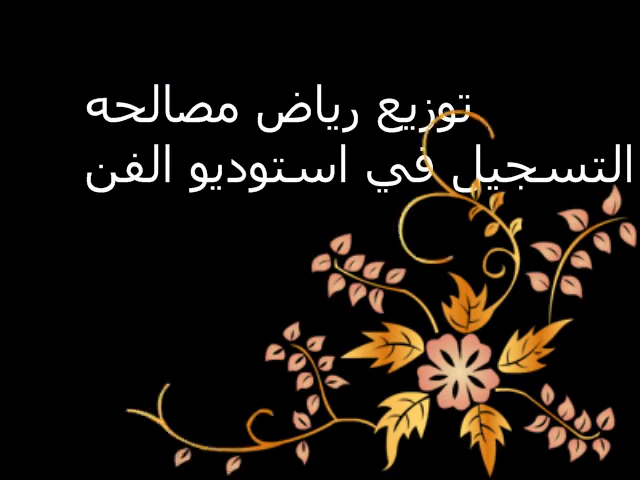 توزيع رياض مصالحه
التسجيل في استوديو الفن